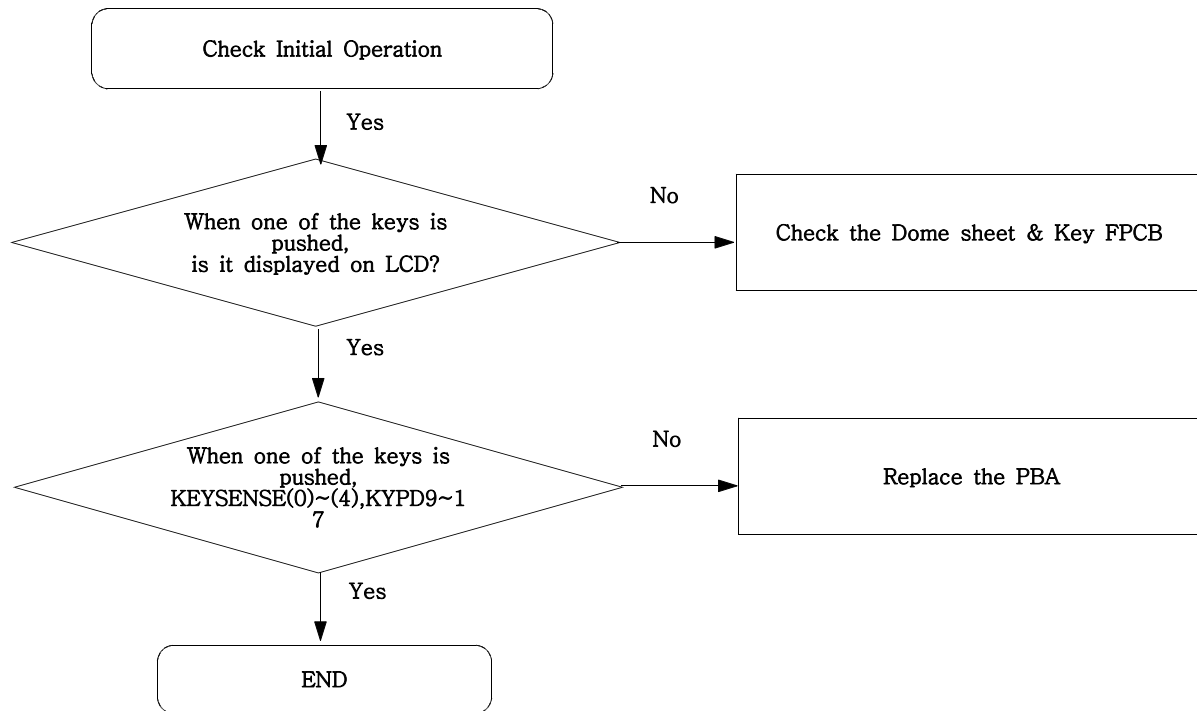 Check Initial Operation
Yes
When one of the keys is
pushed,
is it displayed on LCD?
No
Check the Dome sheet & Key FPCB
Yes
When one of the keys is
pushed,
KEYSENSE(0)~(4),KYPD9~1
7
No
Replace the PBA
Yes
END